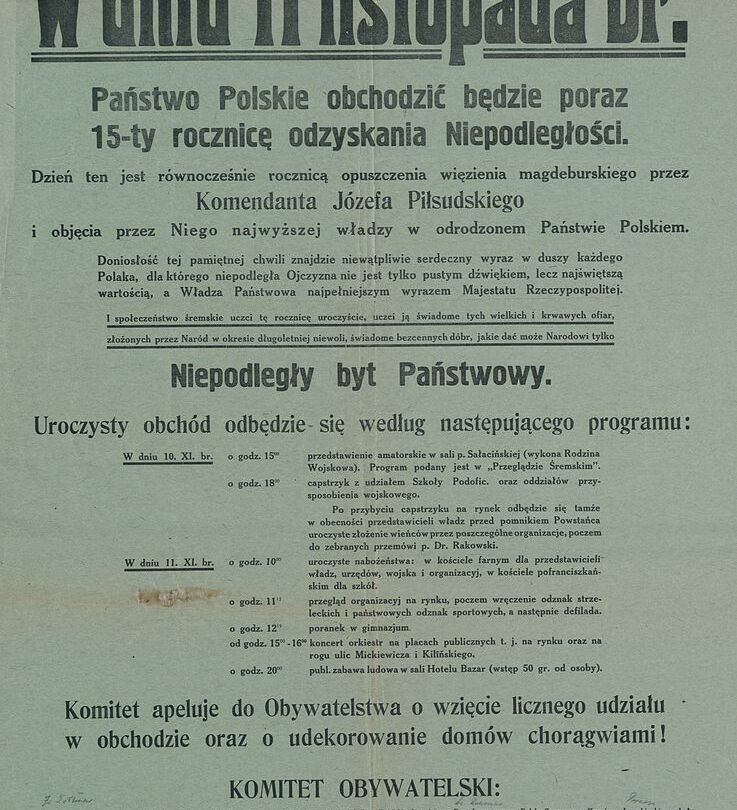 W dniu 11 listopada br.
Państwo Polskie obchodzić będzie poraz
15-ty rocznicę odzyskania Niepodległości.
Dzień ten jest równocześnie rocznicą opuszczenia więzienia magdeburskiego przez
Komendanta Józefa Piłsudskiego
i objęcia przez Niego najwyższej władzy w odrodzonem Państwie Polskiem.
Doniosłość tej pamiętnej chwili znajdzie niewątpliwie serdeczny wyraz w duszy każdego
Polaka, dla którego niepodległa Ojczyzna nie jest tylko pustym dźwiękiem, lecz najświętszą
wartością, a Władza Państwowa najpełniejszym wyrazem Majestatu Rzeczypospolitej.
I społeczeństwo śremskie uczci tę rocznicę uroczyście, uczci ją świadome tych wielkich i krwawych ofiar,
złożonych przez Naród w okresie długoletniej niewoli, świadome bezcennych dóbr, jakie dać może Narodowi tylko
Niepodległy byt Państwowy.
Uroczysty obchód odbędzie się według następującego programu:
W dniu 10. XI. br. o godz. 15⁰⁰ przedstawienie amatorskie w sali p. Sałacińskiej (wykona Rodzina
Wojskowa). Program podany jest w „Przeglądzie Śremskim".
o godz. 18⁰⁰ capstrzyk z udziałem Szkoły Podofic. oraz oddziałów przy-
sposobienia wojskowego.
Po przybyciu capstrzyku na rynek odbędzie się tamże
w obecności przedstawicieli władz przed pomnikiem Powstańca
uroczyste złożenie wieńców przez poszczególne organizacje, poczem
do zebranych przemówi p. Dr. Rakowski.
W dniu 11. XI. br. o godz. 10⁰⁰ uroczyste nabożeństwa: w kościele farnym dla przedstawicieli
władz, urzędów, wojska i organizacyj, w kościele pofranciszkań-
skim dla szkół.
o godz. 11¹⁵ przegląd organizacyj na rynku, poczem wręczenie odznak strze-
leckich i państwowych odznak sportowych, a następnie defilada.
o godz. 12¹⁵ poranek w gimnazjum.
od godz. 15⁰⁰-16⁰⁰ koncert orkiestr na placach publicznych t. j. na rynku oraz na
rogu ulic Mickiewicza i Kilińskiego.
o godz. 20⁰⁰ publ. zabawa ludowa w sali Hotelu Bazar (wstęp 50 gr. od osoby).
Komitet apeluje do Obywatelstwa o wzięcie licznego udziału
w obchodzie oraz o udekorowanie domów chorągwiami!
KOMITET OBYWATELSKI: